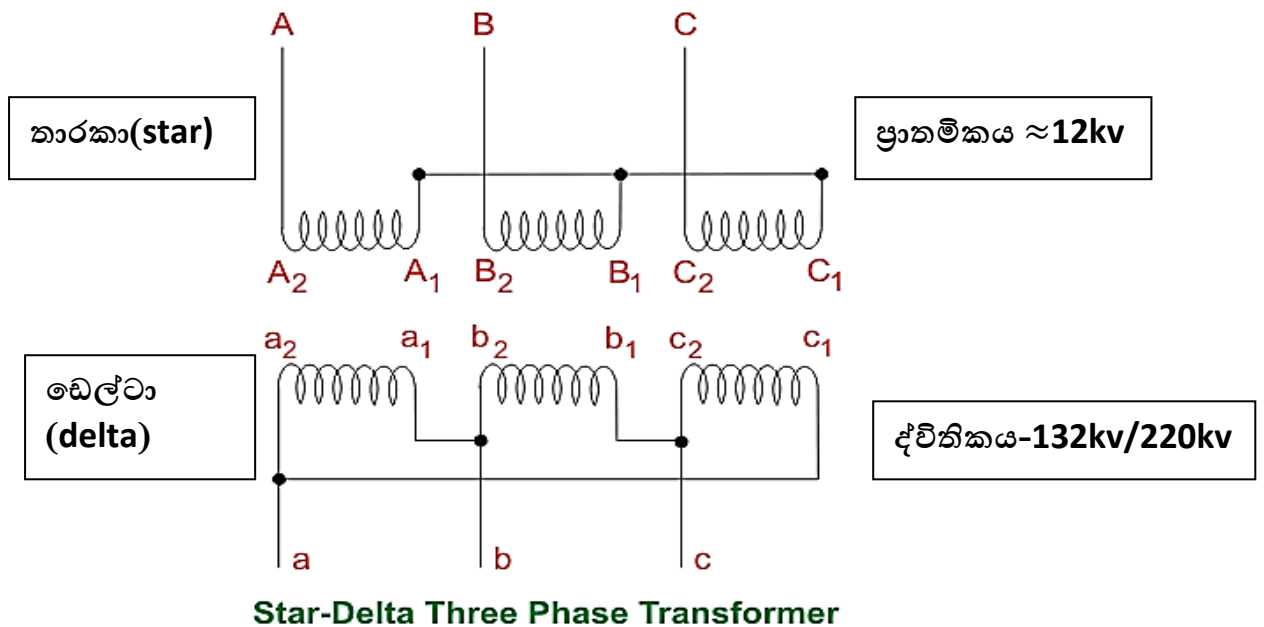 A B C
තාරකා(star)
ප්‍රාතමිකය ≈12kv
A2 A1 B2 B1 C2 C1
a2 a1 b2 b1 c2 c1
ඩෙල්ටා
(delta)
ද්විතිකය-132kv/220kv
a b c
Star-Delta Three Phase Transformer